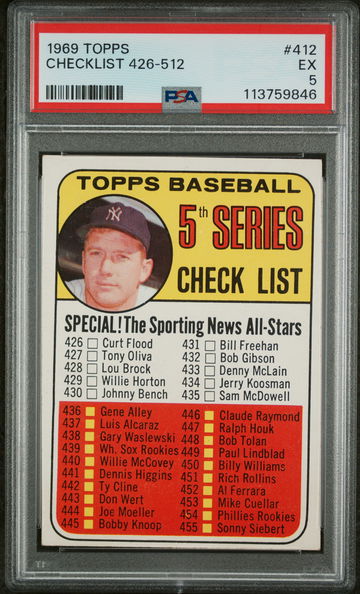 1969 TOPPS #412
CHECKLIST 426-512 EX
5
PSA 113759846
TOPPS BASEBALL
5th SERIES
CHECK LIST
NY
SPECIAL! The Sporting News All-Stars
426 Curt Flood 431 Bill Freehan
427 Tony Oliva 432 Bob Gibson
428 Lou Brock 433 Denny McLain
429 Willie Horton 434 Jerry Koosman
430 Johnny Bench 435 Sam McDowell
436 Gene Alley 446 Claude Raymond
437 Luis Alcaraz 447 Ralph Houk
438 Gary Waslewski 448 Bob Tolan
439 Wh. Sox Rookies 449 Paul Lindblad
440 Willie McCovey 450 Billy Williams
441 Dennis Higgins 451 Rich Rollins
442 Ty Cline 452 Al Ferrara
443 Don Wert 453 Mike Cuellar
444 Joe Moeller 454 Phillies Rookies
445 Bobby Knoop 455 Sonny Siebert